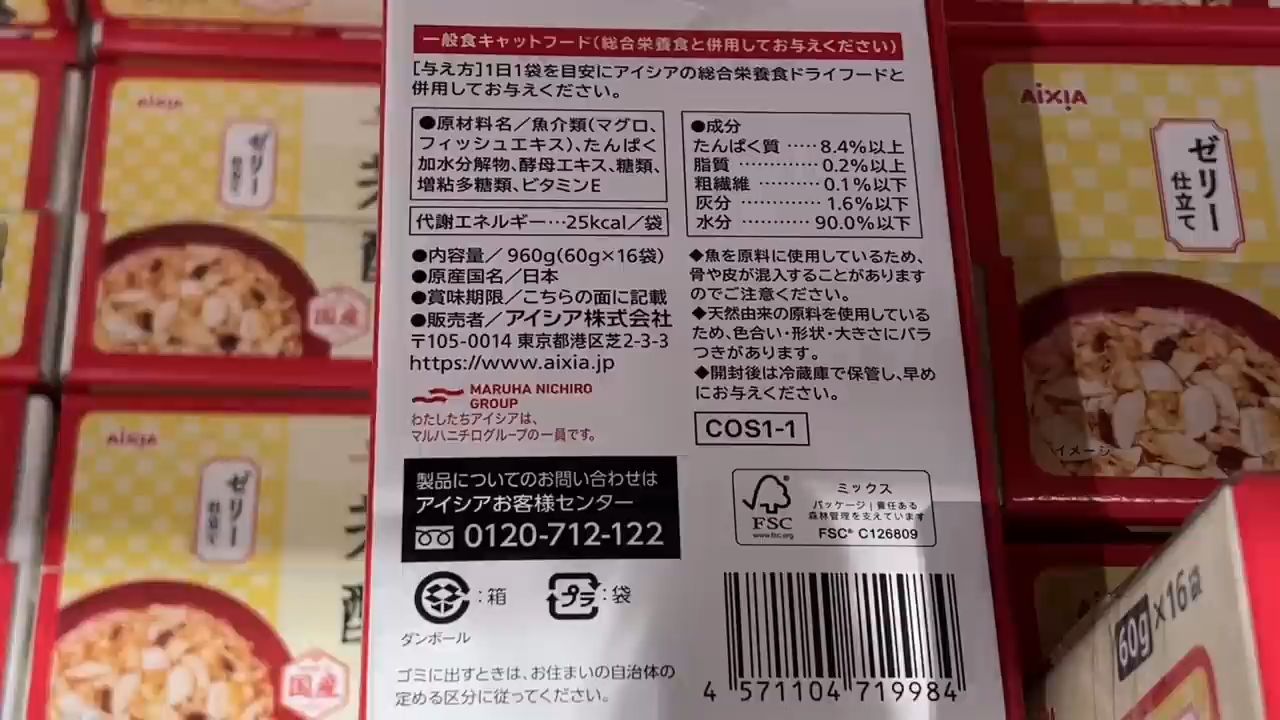 一般食キャットフード(総合栄養食と併用してお与えください)
[与え方]1日1袋を目安にアイシアの総合栄養食ドライフードと
併用してお与えください。
●原材料名／魚介類(マグロ、
フィッシュエキス)、たんぱく
加水分解物、酵母エキス、糖類、
増粘多糖類、ビタミンE
代謝エネルギー…25kcal／袋
●内容量／960g(60g×16袋)
●原産国名／日本
●賞味期限／こちらの面に記載
●販売者／アイシア株式会社
〒105-0014 東京都港区芝2-3-3
https://www.aixia.jp
MARUHA NICHIRO
GROUP
わたしたちアイシアは、
マルハニチログループの一員です。
●成分
たんぱく質 ····· 8.4%以上
脂質 ············ 0.2%以上
粗繊維 ········· 0.1%以下
灰分 ············ 1.6%以下
水分 ·········· 90.0%以下
◆魚を原料に使用しているため、
骨や皮が混入することがあります
のでご注意ください。
◆天然由来の原料を使用している
ため、色合い・形状・大きさにバラ
つきがあります。
◆開封後は冷蔵庫で保管し、早め
にお与えください。
COS1-1
製品についてのお問い合わせは
アイシアお客様センター
0120-712-122
FSC
www.fsc.org
ミックス
パッケージ｜責任ある
森林管理を支えています
FSC® C126809
:箱
ダンボール
プラ
:袋
ゴミに出すときは、お住まいの自治体の
定める区分に従ってください。
4 571104 719984
AIXIA
ゼリー
仕立て
国産
AIXIA
ゼリー
仕立て
国産
AIXIA
ゼリー
仕立て
イメージ
60g×16袋